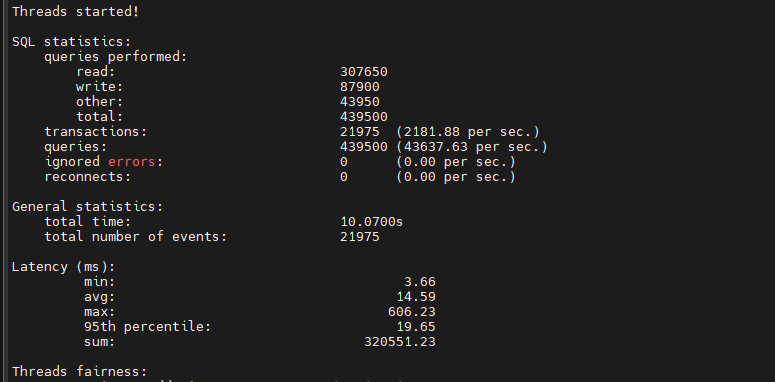 Threads started!
SQL statistics:
queries performed:
read: 307650
write: 87900
other: 43950
total: 439500
transactions: 21975 (2181.88 per sec.)
queries: 439500 (43637.63 per sec.)
ignored errors: 0 (0.00 per sec.)
reconnects: 0 (0.00 per sec.)
General statistics:
total time: 10.0700s
total number of events: 21975
Latency (ms):
min: 3.66
avg: 14.59
max: 606.23
95th percentile: 19.65
sum: 320551.23
Threads fairness: